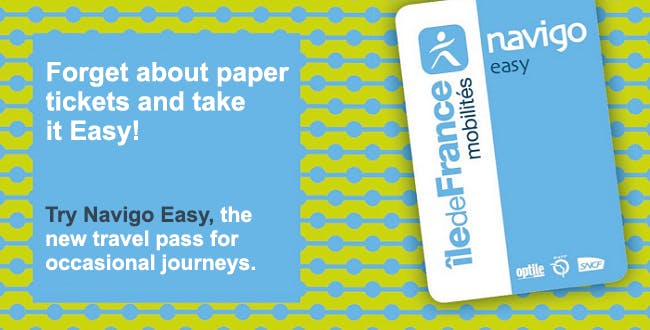 Forget about paper
tickets and take
it Easy!
Try Navigo Easy, the
new travel pass for
occasional journeys.
navigo
easy
îledeFrance
mobilités
optile
SNCF